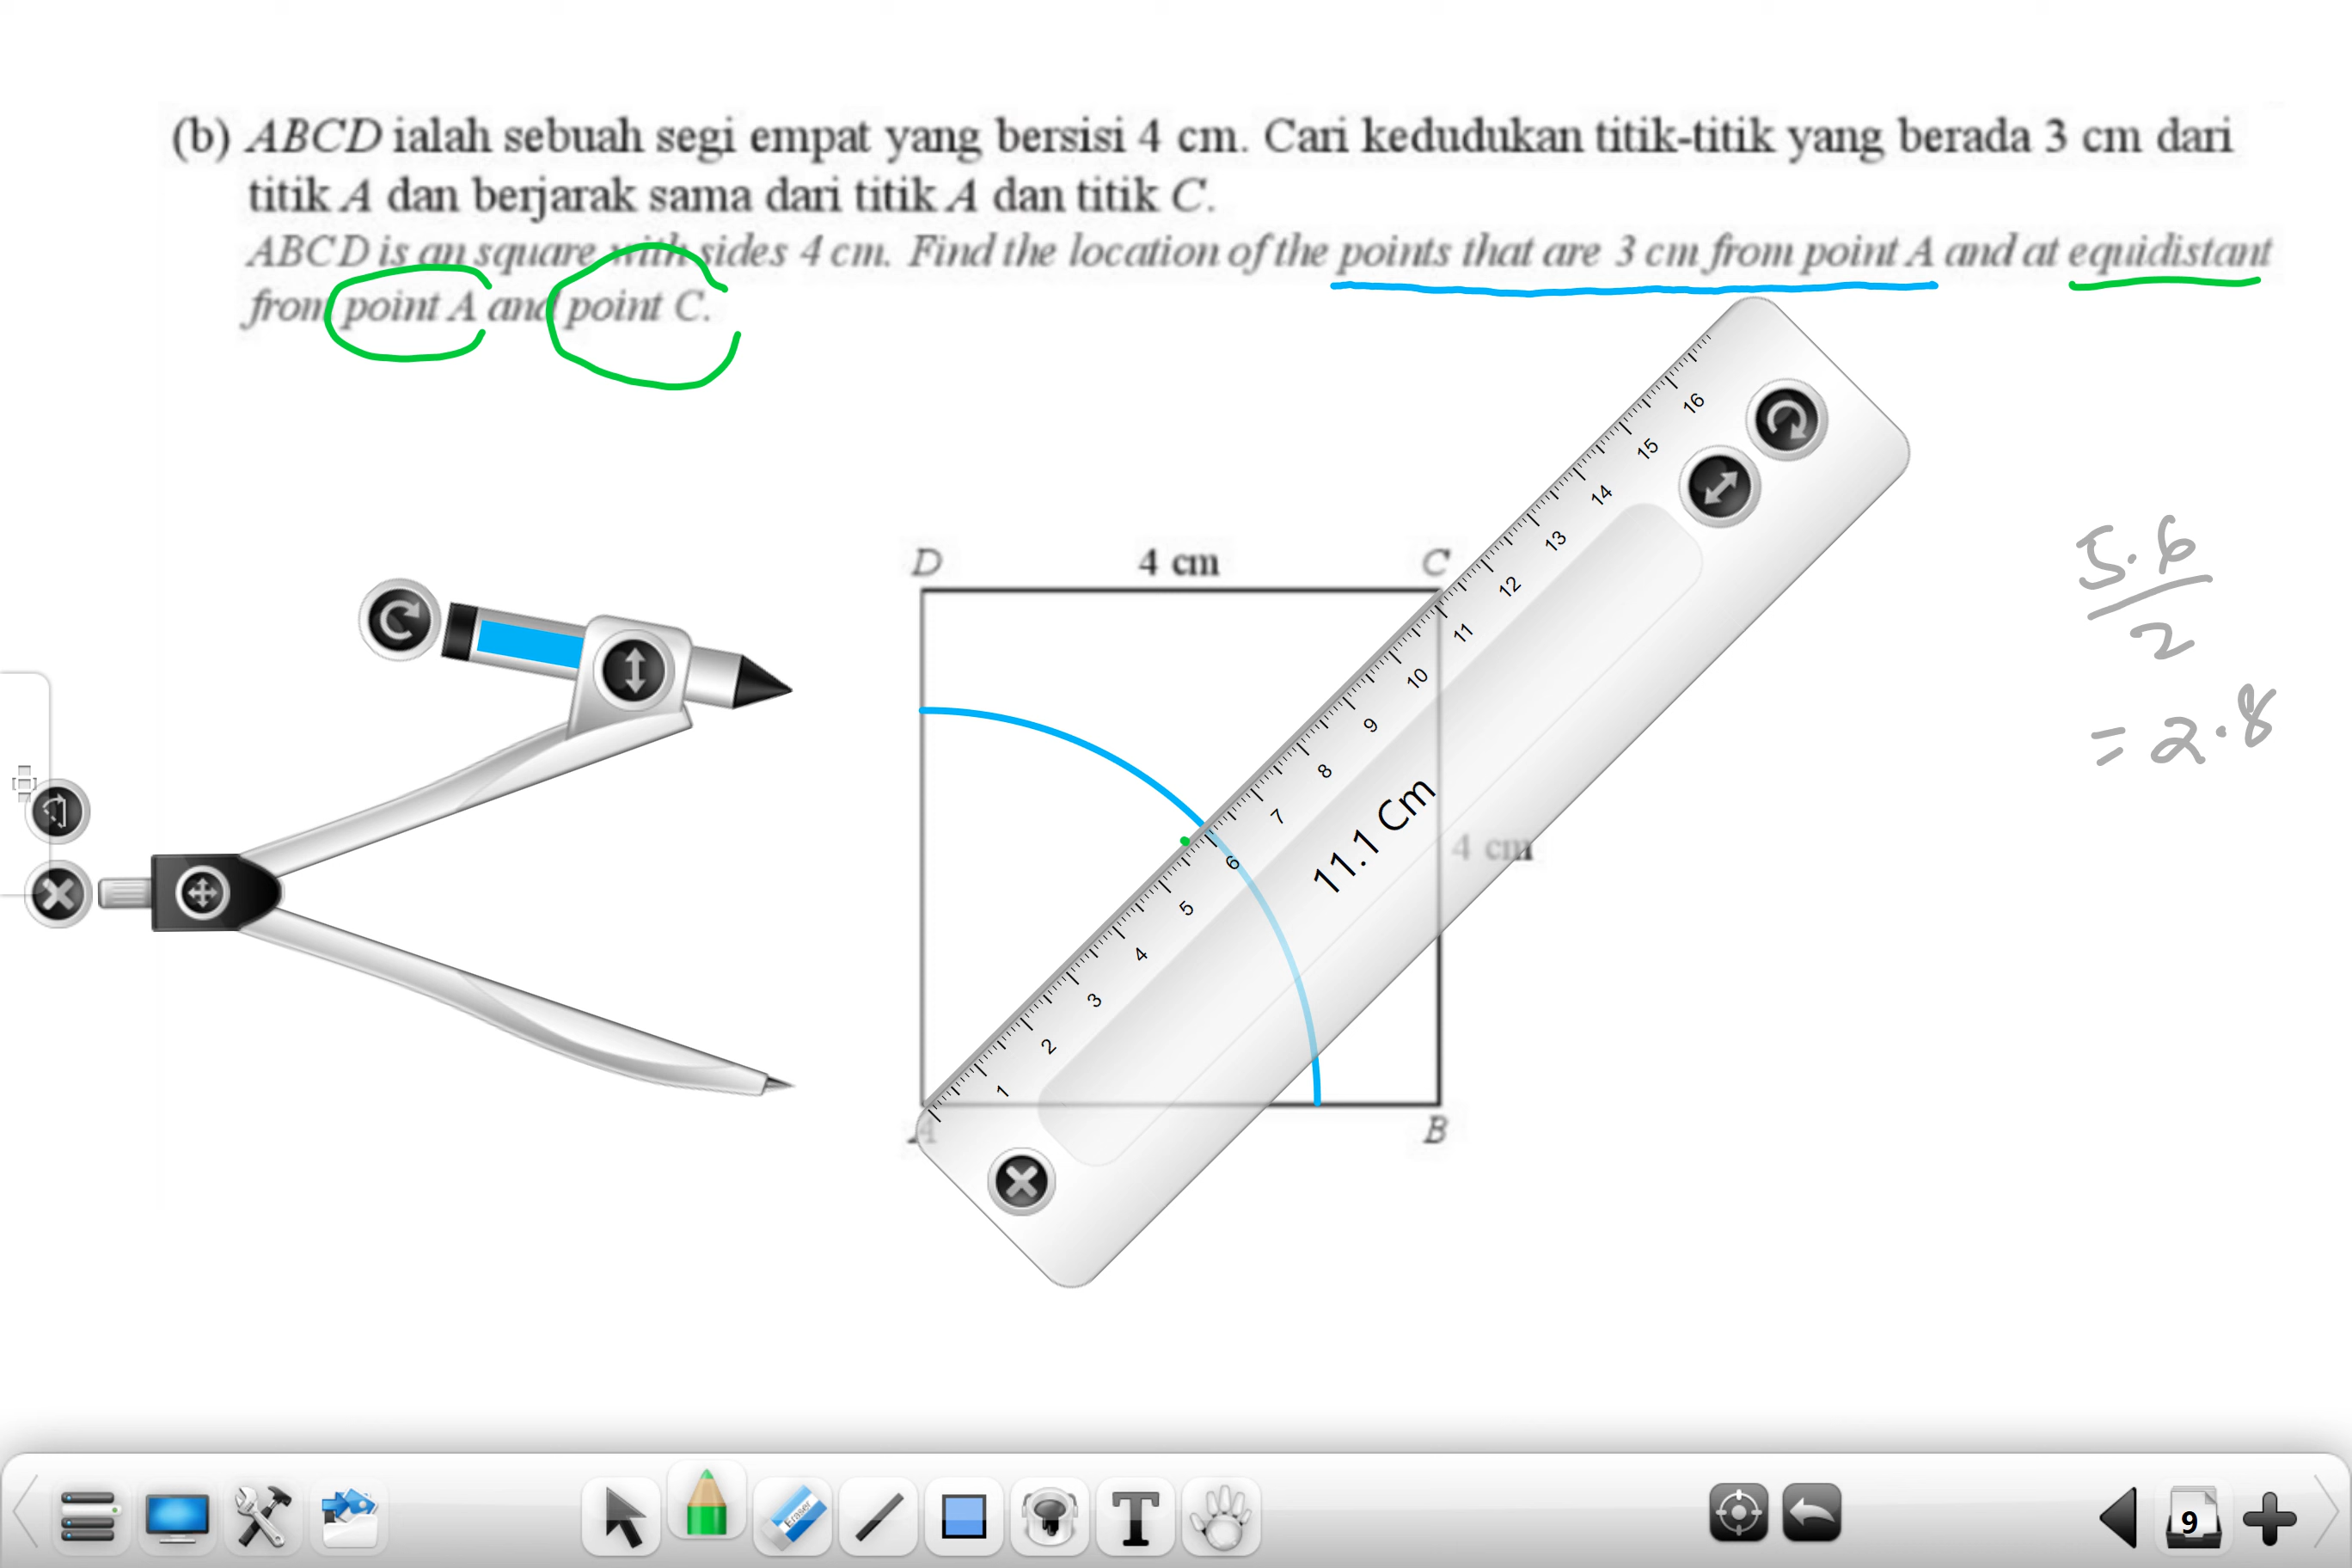 (b) ABCD ialah sebuah segi empat yang bersisi 4 cm. Cari kedudukan titik-titik yang berada 3 cm dari
titik A dan berjarak sama dari titik A dan titik C.
ABCD is an square with sides 4 cm. Find the location of the points that are 3 cm from point A and at equidistant
from point A and point C.
D 4 cm C
16
15
14
13
12
11
10
9
8
7
6
5
4
3
2
1
11.1 Cm
4 cm
A B
5.6
2
= 2.8
Eraser
T
9